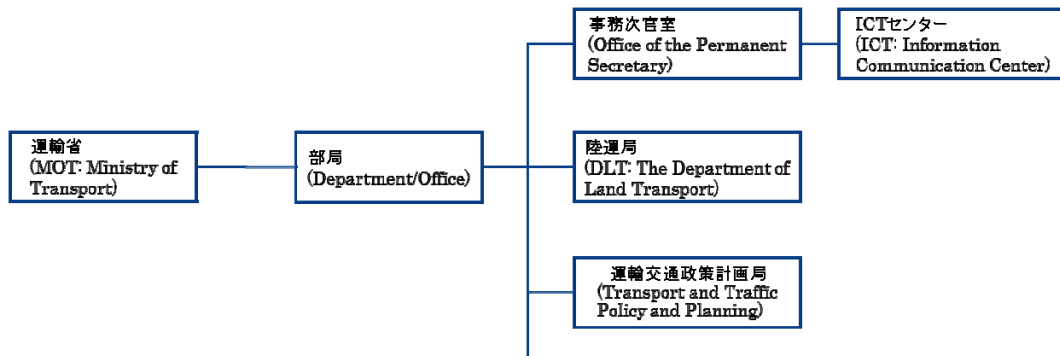 事務次官室
(Office of the Permanent
Secretary)
ICTセンター
(ICT: Information
Communication Center)
運輸省
(MOT: Ministry of
Transport)
部局
(Department/Office)
陸運局
(DLT: The Department of
Land Transport)
運輸交通政策計画局
(Transport and Traffic
Policy and Planning)